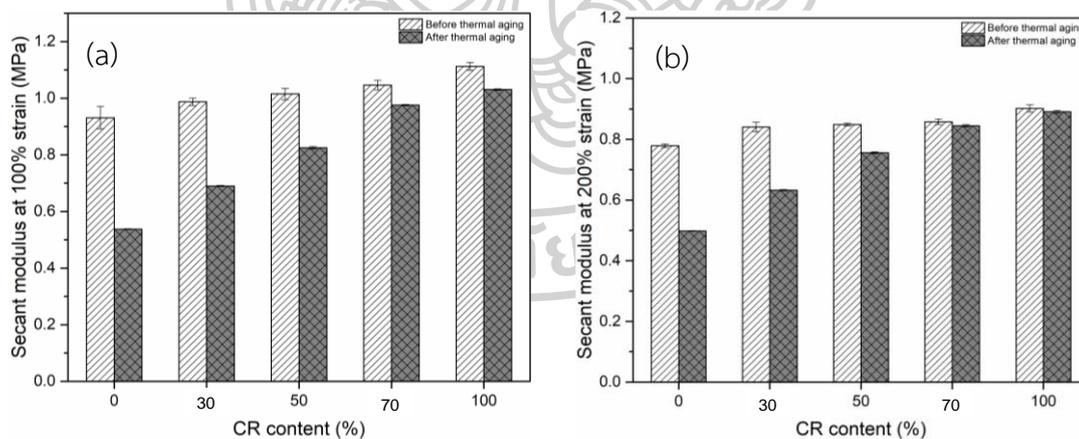 (a)
Before thermal aging
After thermal aging
Secant modulus at 100% strain (MPa)
1.2
1.0
0.8
0.6
0.4
0.2
0.0
0 30 50 70 100
CR content (%)
(b)
Before thermal aging
After thermal aging
Secant modulus at 200% strain (MPa)
1.2
1.0
0.8
0.6
0.4
0.2
0.0
0 30 50 70 100
CR content (%)